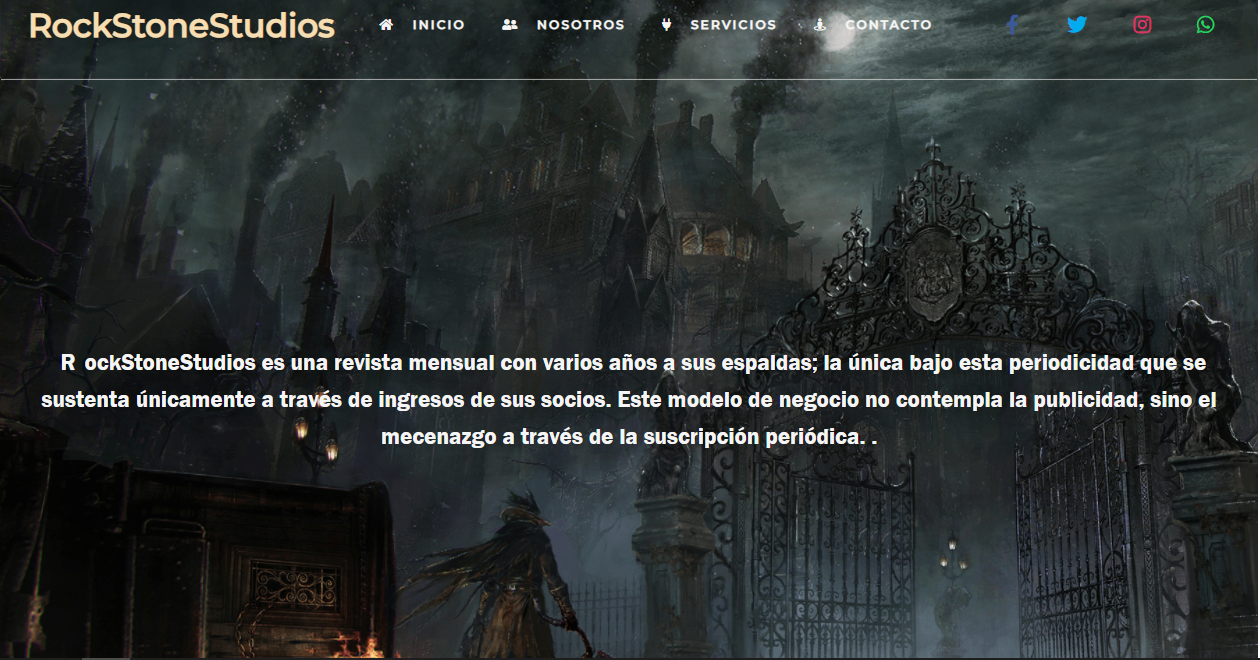 RockStoneStudios INICIO NOSOTROS SERVICIOS CONTACTO
R ockStoneStudios es una revista mensual con varios años a sus espaldas; la única bajo esta periodicidad que se
sustenta únicamente a través de ingresos de sus socios. Este modelo de negocio no contempla la publicidad, sino el
mecenazgo a través de la suscripción periódica. .